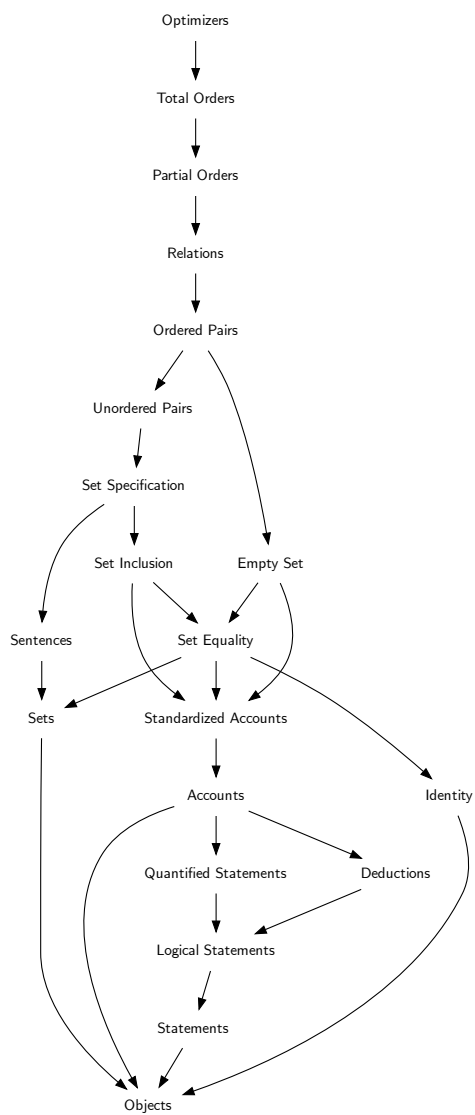 Optimizers
Total Orders
Partial Orders
Relations
Ordered Pairs
Unordered Pairs
Set Specification
Set Inclusion
Empty Set
Sentences
Set Equality
Sets
Standardized Accounts
Accounts
Identity
Quantified Statements
Deductions
Logical Statements
Statements
Objects